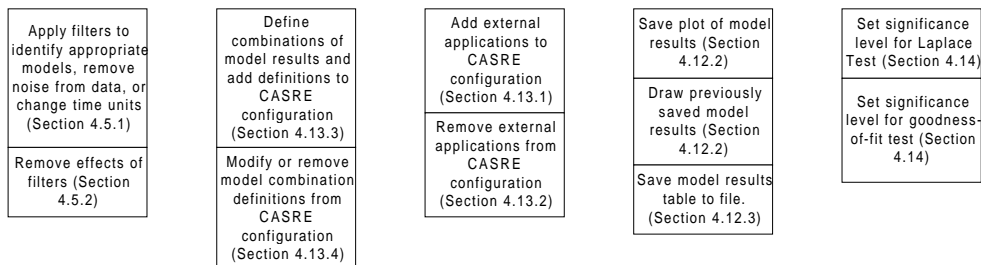 Apply filters to
identify appropriate
models, remove
noise from data, or
change time units
(Section 4.5.1)
Remove effects of
filters (Section
4.5.2)
Define
combinations of
model results and
add definitions to
CASRE
configuration
(Section 4.13.3)
Modify or remove
model combination
definitions from
CASRE
configuration
(Section 4.13.4)
Add external
applications to
CASRE
configuration
(Section 4.13.1)
Remove external
applications from
CASRE
configuration
(Section 4.13.2)
Save plot of model
results (Section
4.12.2)
Draw previously
saved model
results (Section
4.12.2)
Save model results
table to file.
(Section 4.12.3)
Set significance
level for Laplace
Test (Section 4.14)
Set significance
level for goodness-
of-fit test (Section
4.14)